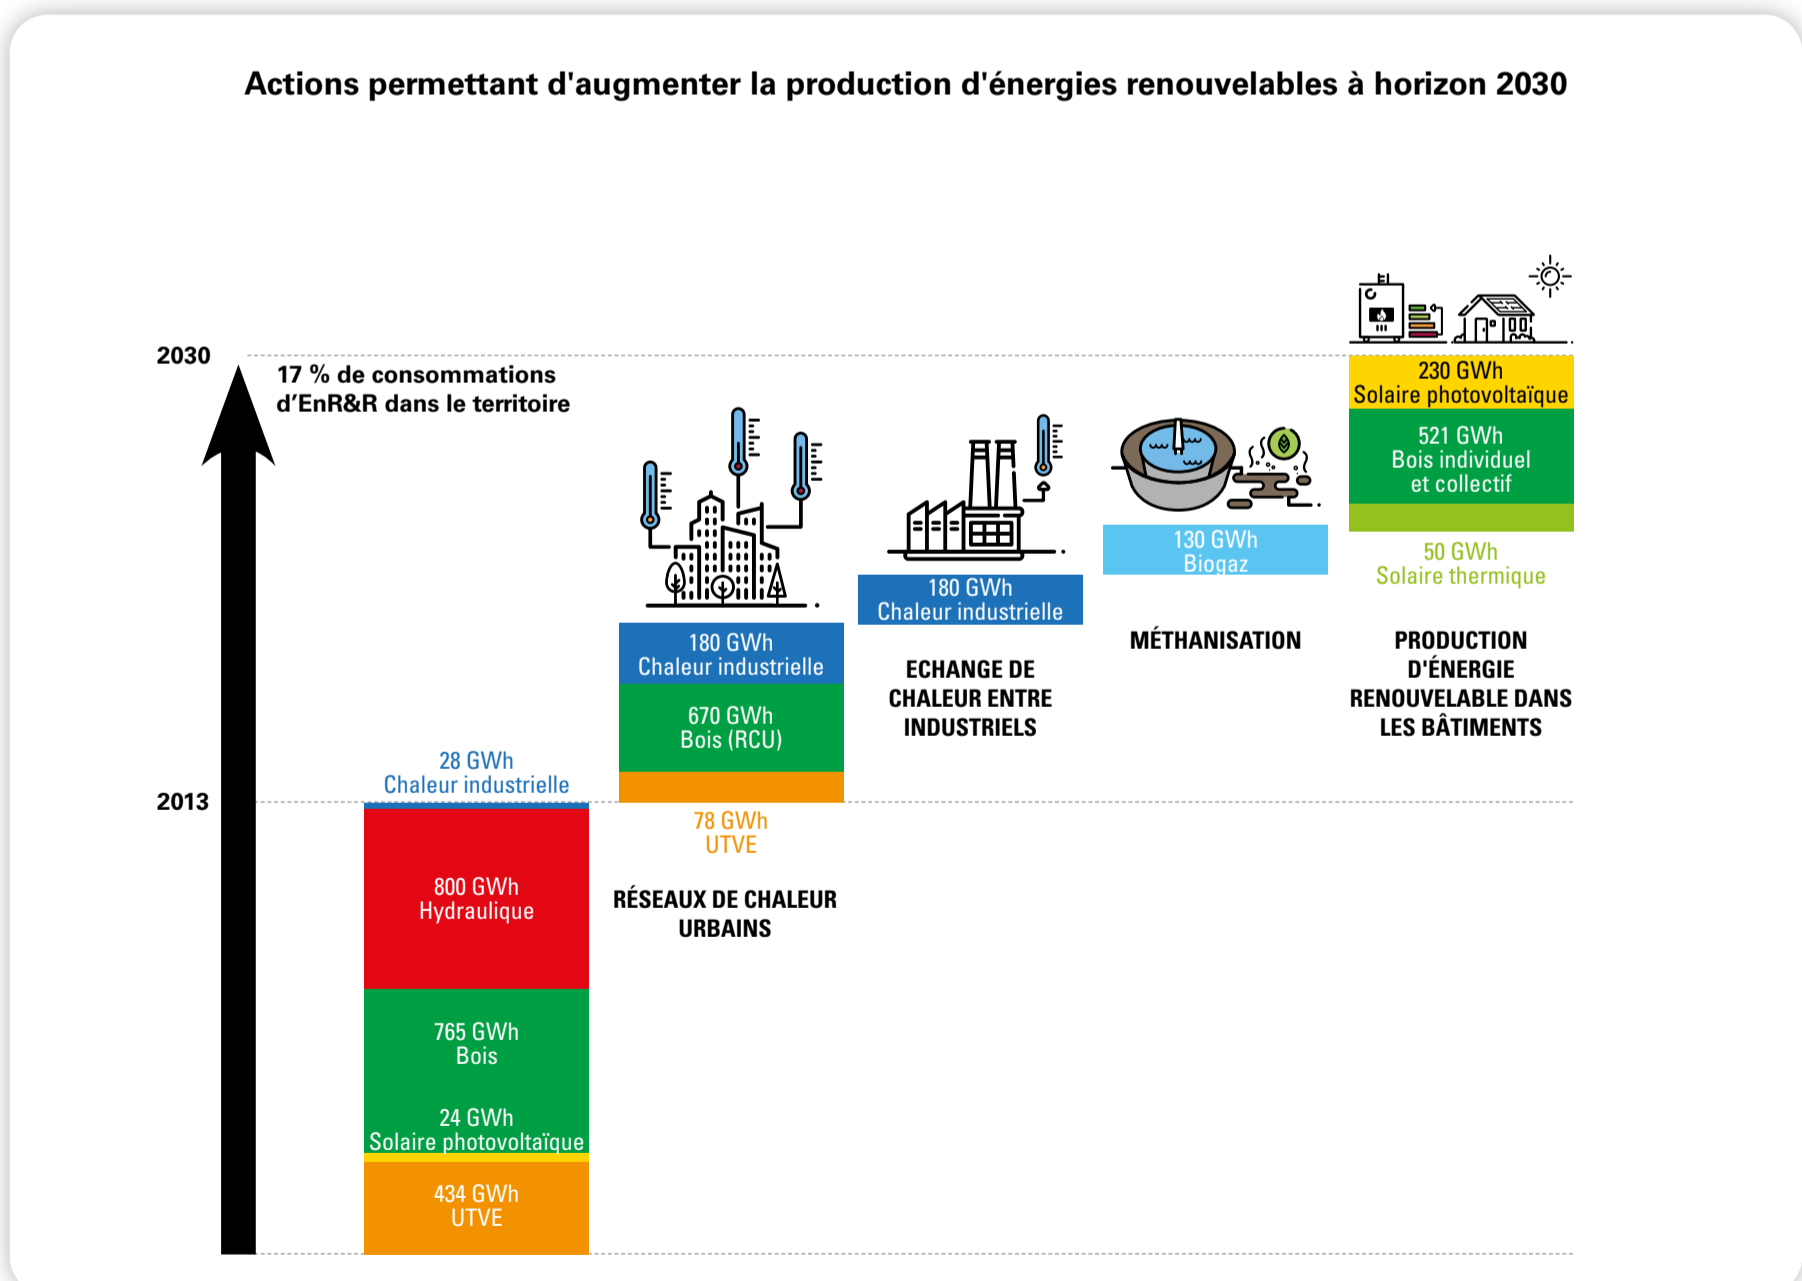 Actions permettant d'augmenter la production d'énergies renouvelables à horizon 2030
2030
17 % de consommations
d’EnR&R dans le territoire
2013
28 GWh
Chaleur industrielle
800 GWh
Hydraulique
765 GWh
Bois
24 GWh
Solaire photovoltaïque
434 GWh
UTVE
180 GWh
Chaleur industrielle
670 GWh
Bois (RCU)
78 GWh
UTVE
RÉSEAUX DE CHALEUR
URBAINS
180 GWh
Chaleur industrielle
ECHANGE DE
CHALEUR ENTRE
INDUSTRIELS
130 GWh
Biogaz
MÉTHANISATION
230 GWh
Solaire photovoltaïque
521 GWh
Bois individuel
et collectif
50 GWh
Solaire thermique
PRODUCTION
D'ÉNERGIE
RENOUVELABLE DANS
LES BÂTIMENTS